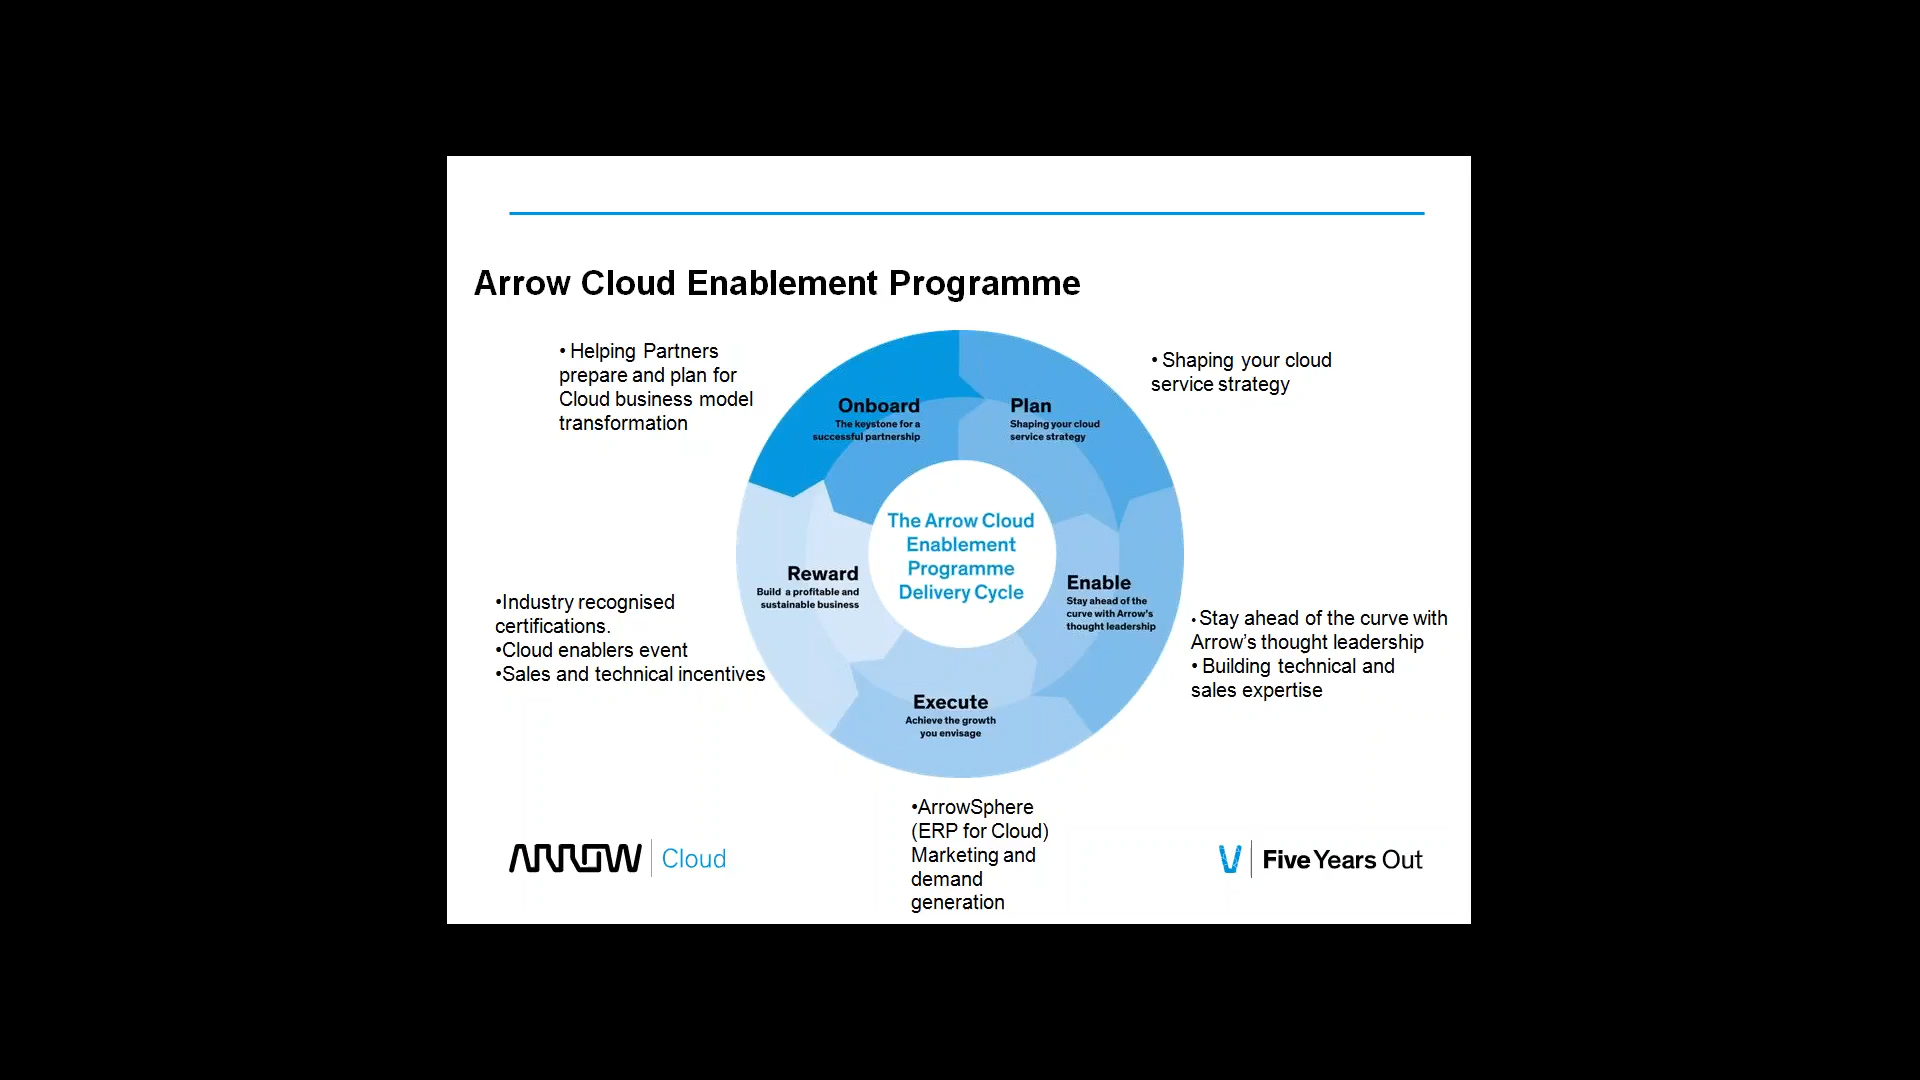 Arrow Cloud Enablement Programme
• Helping Partners
prepare and plan for
Cloud business model
transformation
• Shaping your cloud
service strategy
Onboard
The keystone for a
successful partnership
Plan
Shaping your cloud
service strategy
The Arrow Cloud
Enablement
Programme
Delivery Cycle
Reward
Build a profitable and
sustainable business
Enable
Stay ahead of the
curve with Arrow's
thought leadership
•Industry recognised
certifications.
•Cloud enablers event
•Sales and technical incentives
• Stay ahead of the curve with
Arrow’s thought leadership
• Building technical and
sales expertise
Execute
Achieve the growth
you envisage
•ArrowSphere
(ERP for Cloud)
Marketing and
demand
generation
ARROW | Cloud
Five Years Out